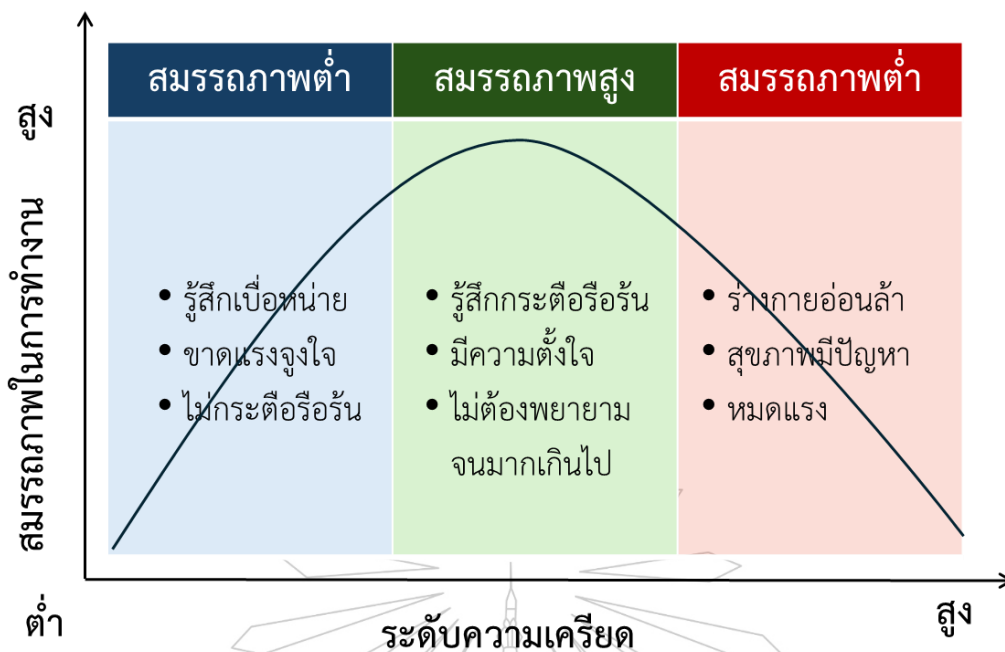 สมรรถภาพต่ำ
สมรรถภาพสูง
สมรรถภาพต่ำ
สูง
สมรรถภาพในการทำงาน
• รู้สึกเบื่อหน่าย
• ขาดแรงจูงใจ
• ไม่กระตือรือร้น
• รู้สึกกระตือรือร้น
• มีความตั้งใจ
• ไม่ต้องพยายาม
จนมากเกินไป
• ร่างกายอ่อนล้า
• สุขภาพมีปัญหา
• หมดแรง
ต่ำ
ระดับความเครียด
สูง